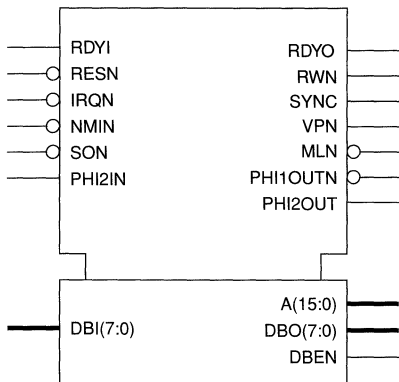 RDYI RDYO
RESN RWN
IRQN SYNC
NMIN VPN
SON MLN
PHI2IN PHI1OUTN
PHI2OUT
A(15:0)
DBI(7:0) DBO(7:0)
DBEN